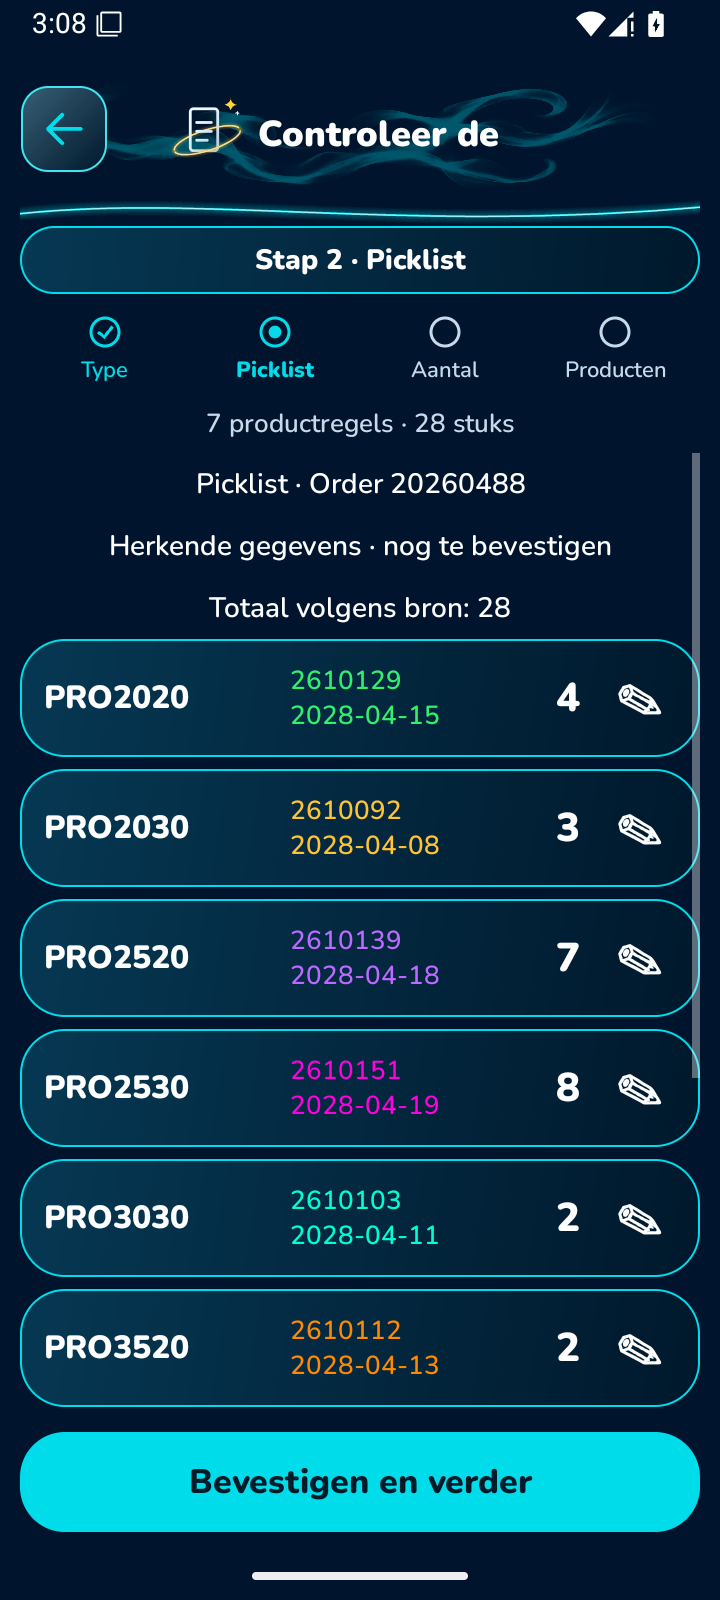 3:08
Controleer de
Stap 2 · Picklist
Type
Picklist
Aantal
Producten
7 productregels · 28 stuks
Picklist · Order 20260488
Herkende gegevens · nog te bevestigen
Totaal volgens bron: 28
PRO2020
2610129
2028-04-15
4
PRO2030
2610092
2028-04-08
3
PRO2520
2610139
2028-04-18
7
PRO2530
2610151
2028-04-19
8
PRO3030
2610103
2028-04-11
2
PRO3520
2610112
2028-04-13
2
Bevestigen en verder